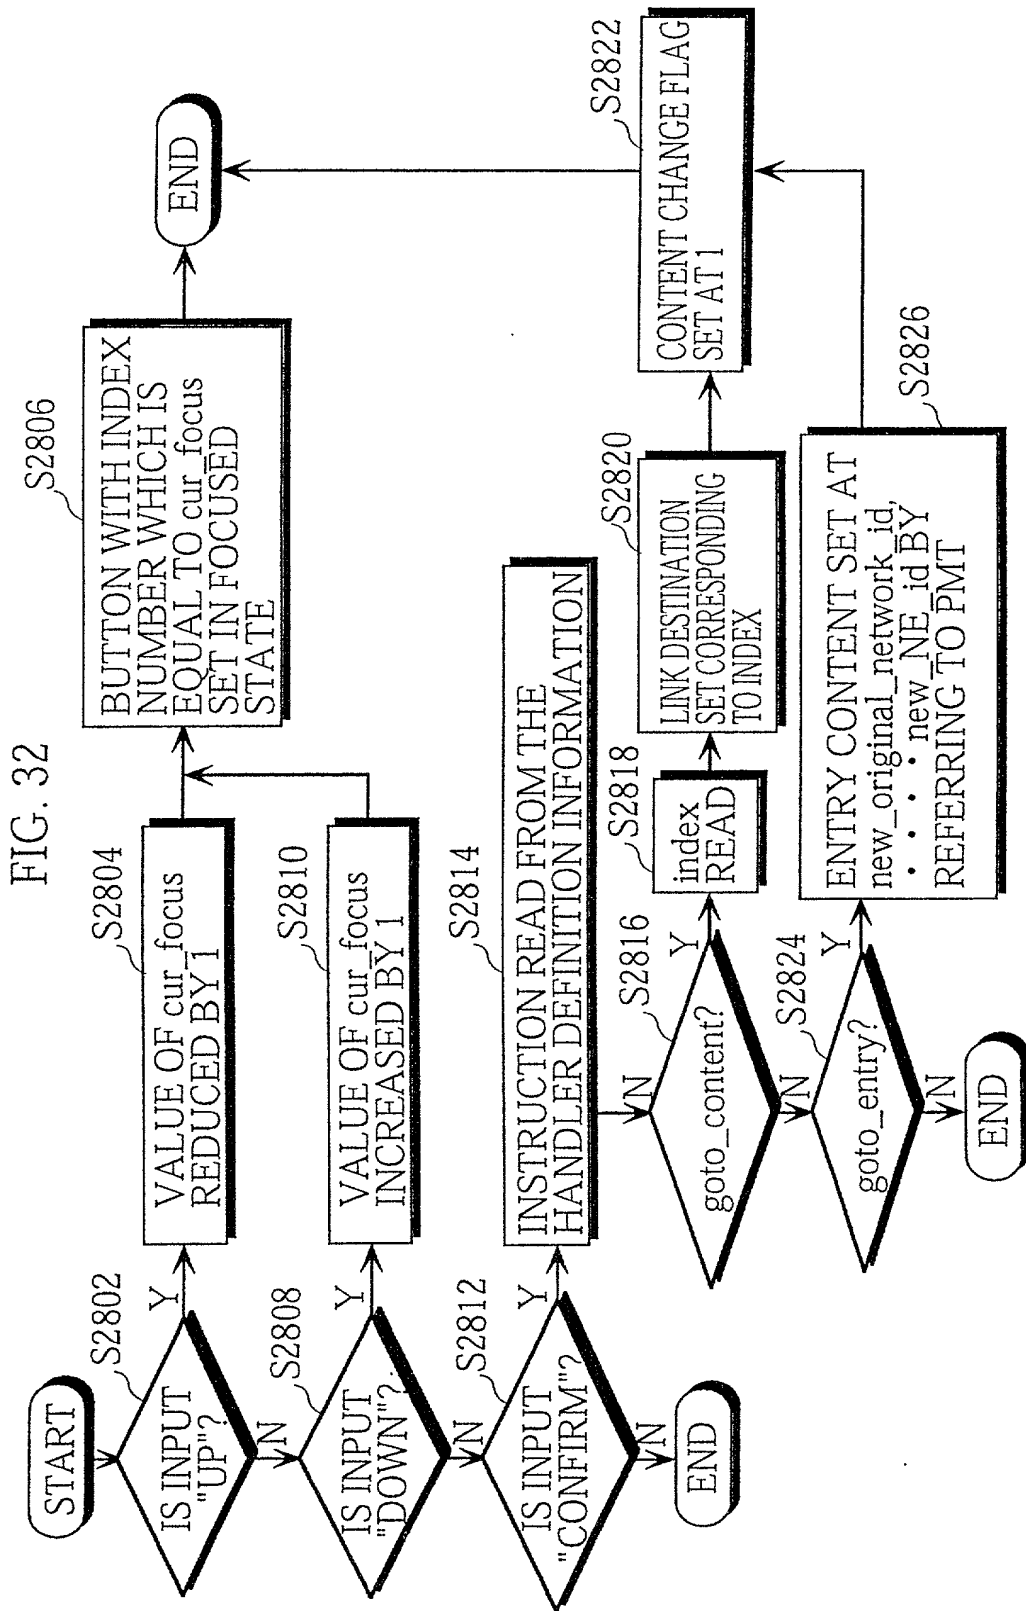 FIG. 32
START
S2802
IS INPUT
"UP"?
Y
N
S2804
VALUE OF cur_focus
REDUCED BY 1
S2806
BUTTON WITH INDEX
NUMBER WHICH IS
EQUAL TO cur_focus
SET IN FOCUSED
STATE
END
S2808
IS INPUT
"DOWN"?
Y
N
S2810
VALUE OF cur_focus
INCREASED BY 1
S2812
IS INPUT
"CONFIRM"?
Y
N
END
S2814
INSTRUCTION READ FROM THE
HANDLER DEFINITION INFORMATION
S2816
goto_content?
N
Y
N
S2818
index
READ
S2820
LINK DESTINATION
SET CORRESPONDING
TO INDEX
S2822
CONTENT CHANGE FLAG
SET AT 1
S2824
goto_entry?
Y
N
END
S2826
ENTRY CONTENT SET AT
new_original_network_id,
・・・・new_NE_id BY
REFERRING TO PMT